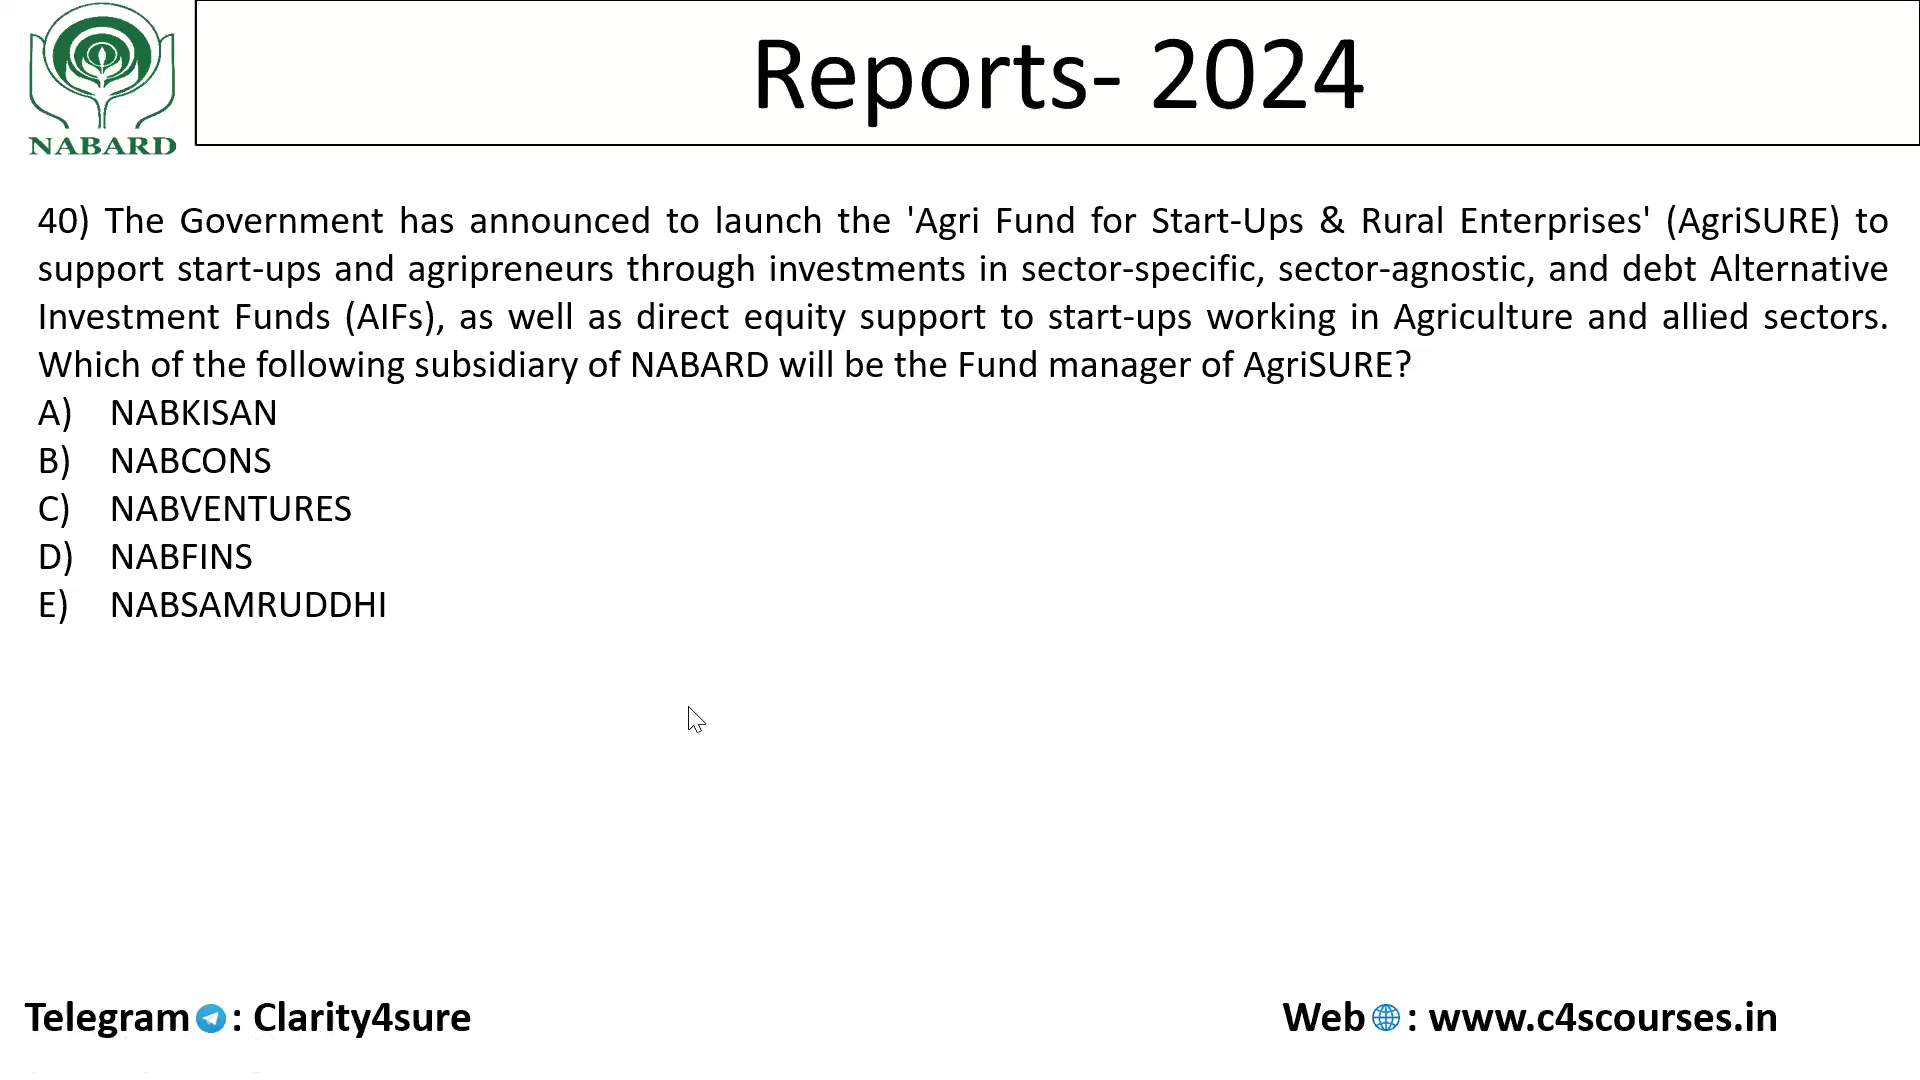 NABARD
Reports- 2024
40) The Government has announced to launch the 'Agri Fund for Start-Ups & Rural Enterprises' (AgriSURE) to
support start-ups and agripreneurs through investments in sector-specific, sector-agnostic, and debt Alternative
Investment Funds (AIFs), as well as direct equity support to start-ups working in Agriculture and allied sectors.
Which of the following subsidiary of NABARD will be the Fund manager of AgriSURE?
A) NABKISAN
B) NABCONS
C) NABVENTURES
D) NABFINS
E) NABSAMRUDDHI
Telegram : Clarity4sure
Web : www.c4scourses.in